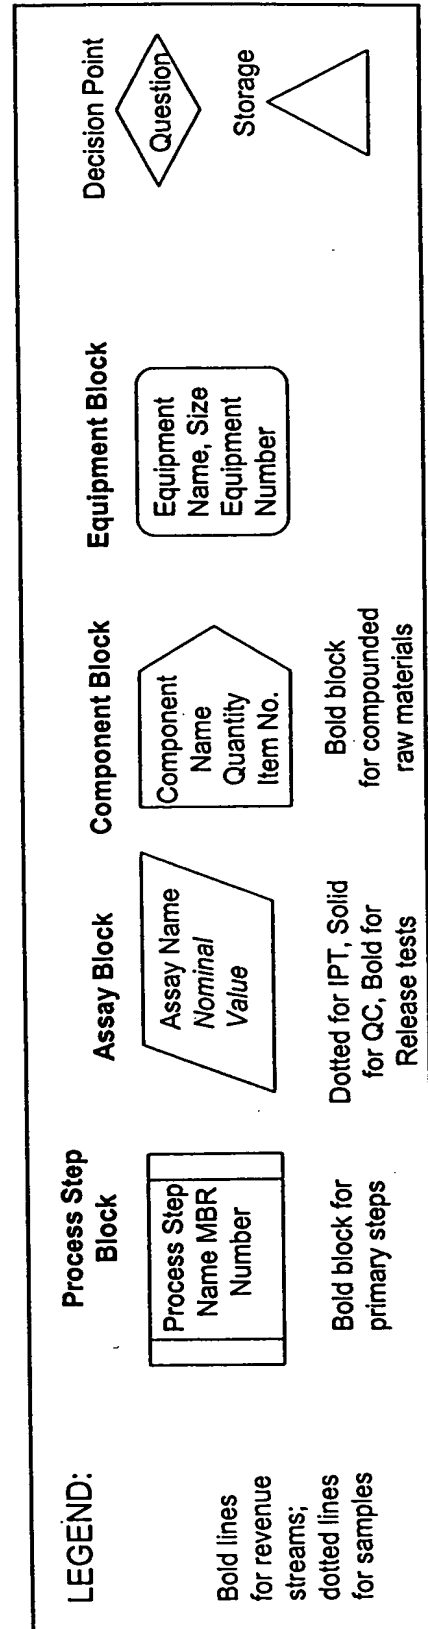 LEGEND:
Bold lines
for revenue
streams;
dotted lines
for samples
Process Step
Block
Process Step
Name MBR
Number
Bold block for
primary steps
Assay Block
Assay Name
Nominal
Value
Dotted for IPT, Solid
for QC, Bold for
Release tests
Component Block
Component
Name
Quantity
Item No.
Bold block
for compounded
raw materials
Equipment Block
Equipment
Name, Size
Equipment
Number
Decision Point
Question
Storage